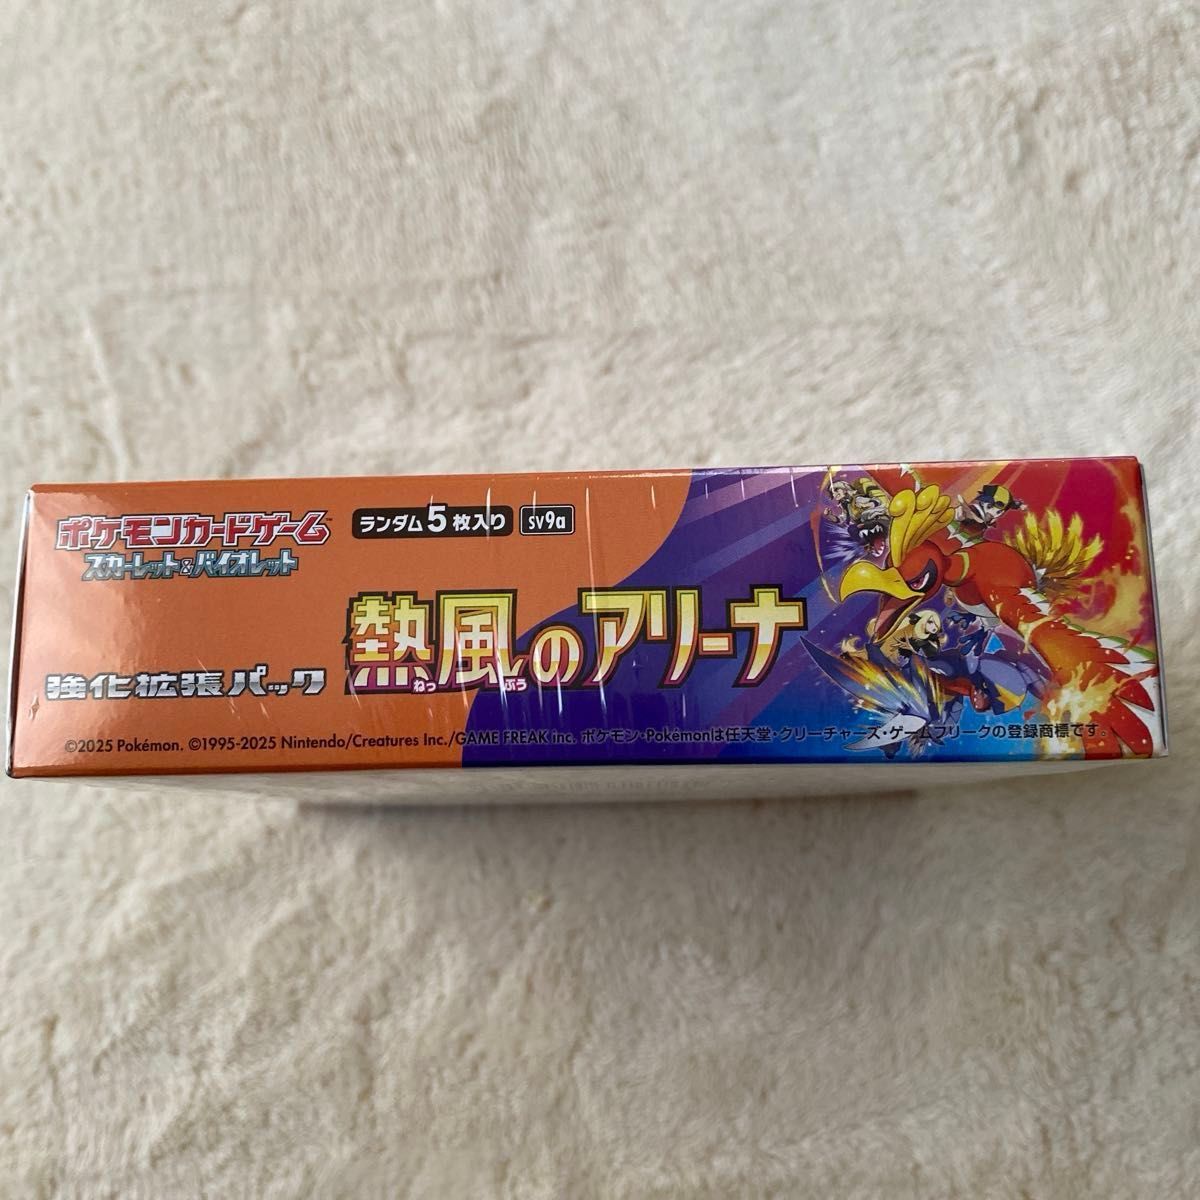 ポケモンカードゲーム™
スカーレット&バイオレット
ランダム5枚入り
SV9a
強化拡張パック
熱風のアリーナ
ねっ ぷう
©2025 Pokémon. ©1995-2025 Nintendo/Creatures Inc./GAME FREAK inc. ポケモン・Pokémonは任天堂・クリーチャーズ・ゲームフリークの登録商標です。